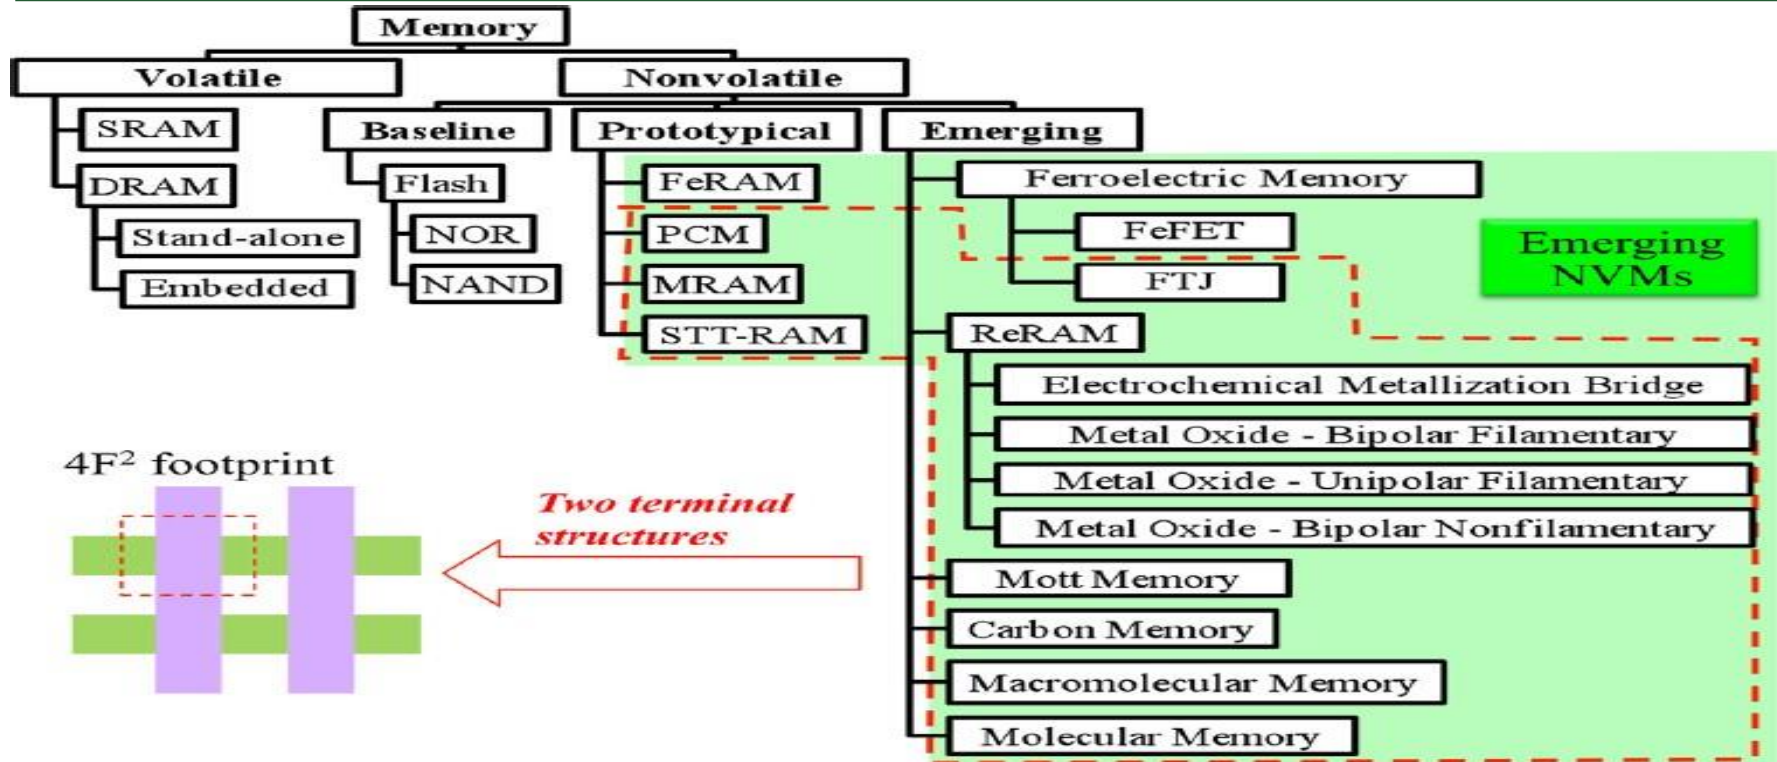 Memory
Volatile
Nonvolatile
SRAM
Baseline
Prototypical
Emerging
DRAM
Flash
FeRAM
Ferroelectric Memory
Stand-alone
NOR
PCM
FeFET
Emerging
NVMs
Embedded
NAND
MRAM
FTJ
STT-RAM
ReRAM
Electrochemical Metallization Bridge
Metal Oxide - Bipolar Filamentary
Metal Oxide - Unipolar Filamentary
Metal Oxide - Bipolar Nonfilamentary
4F² footprint
Two terminal
structures
Mott Memory
Carbon Memory
Macromolecular Memory
Molecular Memory